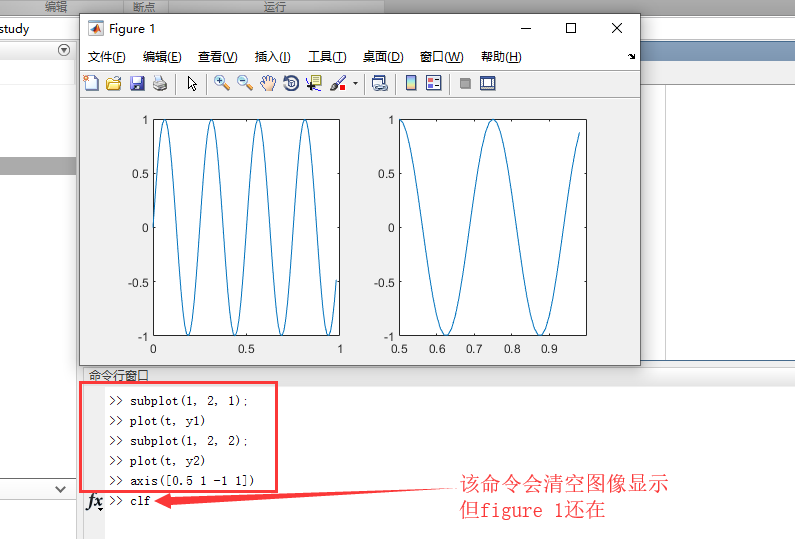 编辑
断点
运行
study
Figure 1
文件(F) 编辑(E) 查看(V) 插入(I) 工具(T) 桌面(D) 窗口(W) 帮助(H)
1
0.5
0
-0.5
-1
0 0.5 1
1
0.5
0
-0.5
-1
0.5 0.6 0.7 0.8 0.9
命令行窗口
>> subplot(1, 2, 1);
>> plot(t, y1)
>> subplot(1, 2, 2);
>> plot(t, y2)
>> axis([0.5 1 -1 1])
fx >> clf
该命令会清空图像显示
但figure 1还在